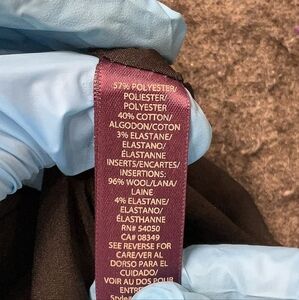 57% POLYESTER/
POLIESTER/
POLYESTER
40% COTTON/
ALGODON/COTON
3% ELASTANE/
ELASTANO/
ÉLASTANNE
INSERTS/ENCARTES/
INSERTIONS:
96% WOOL/LANA/
LAINE
4% ELASTANE/
ELASTANO/
ÉLASTHANNE
RN# 54050
CA# 08349
SEE REVERSE FOR
CARE/VER AL
DORSO PARA EL
CUIDADO/
VOIR AU DOS POUR